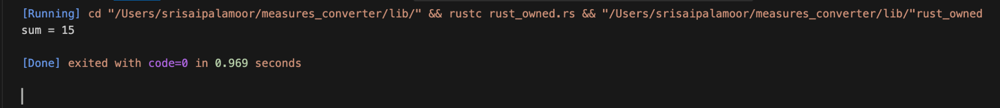 [Running] cd "/Users/srisaipalamoor/measures_converter/lib/" && rustc rust_owned.rs && "/Users/srisaipalamoor/measures_converter/lib/"rust_owned
sum = 15
[Done] exited with code=0 in 0.969 seconds